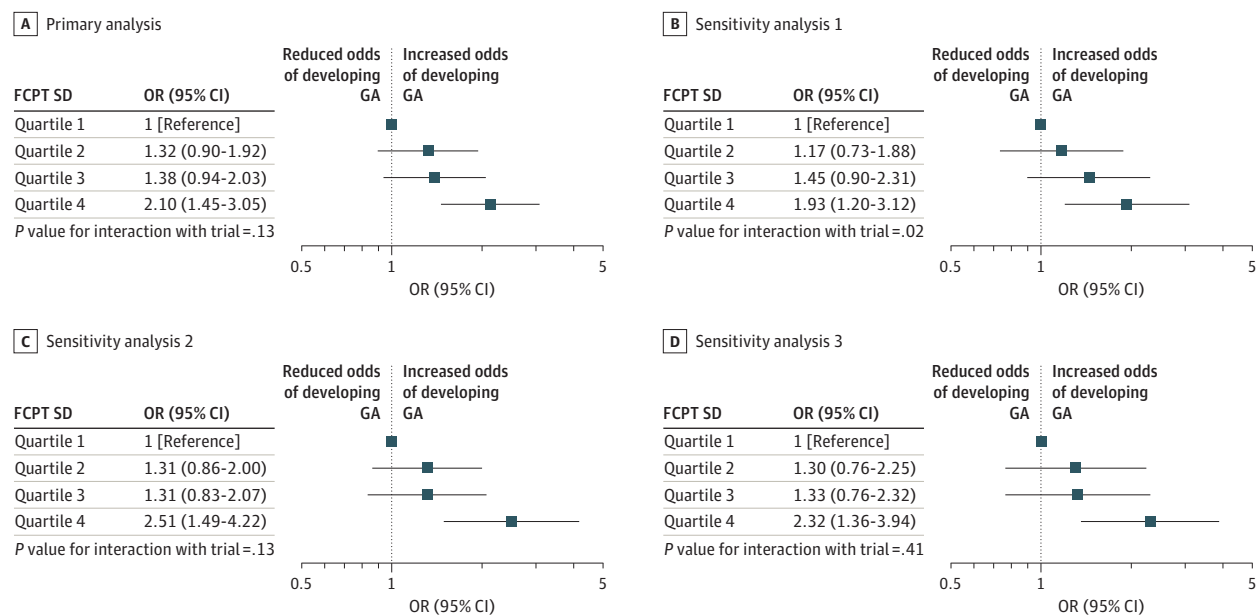 A Primary analysis
Reduced odds of developing GA
Increased odds of developing GA
FCPT SD OR (95% CI)
Quartile 1 1 [Reference]
Quartile 2 1.32 (0.90-1.92)
Quartile 3 1.38 (0.94-2.03)
Quartile 4 2.10 (1.45-3.05)
P value for interaction with trial=.13
0.5 1 5
OR (95% CI)
B Sensitivity analysis 1
Reduced odds of developing GA
Increased odds of developing GA
FCPT SD OR (95% CI)
Quartile 1 1 [Reference]
Quartile 2 1.17 (0.73-1.88)
Quartile 3 1.45 (0.90-2.31)
Quartile 4 1.93 (1.20-3.12)
P value for interaction with trial=.02
0.5 1 5
OR (95% CI)
C Sensitivity analysis 2
Reduced odds of developing GA
Increased odds of developing GA
FCPT SD OR (95% CI)
Quartile 1 1 [Reference]
Quartile 2 1.31 (0.86-2.00)
Quartile 3 1.31 (0.83-2.07)
Quartile 4 2.51 (1.49-4.22)
P value for interaction with trial=.13
0.5 1 5
OR (95% CI)
D Sensitivity analysis 3
Reduced odds of developing GA
Increased odds of developing GA
FCPT SD OR (95% CI)
Quartile 1 1 [Reference]
Quartile 2 1.30 (0.76-2.25)
Quartile 3 1.33 (0.76-2.32)
Quartile 4 2.32 (1.36-3.94)
P value for interaction with trial=.41
0.5 1 5
OR (95% CI)